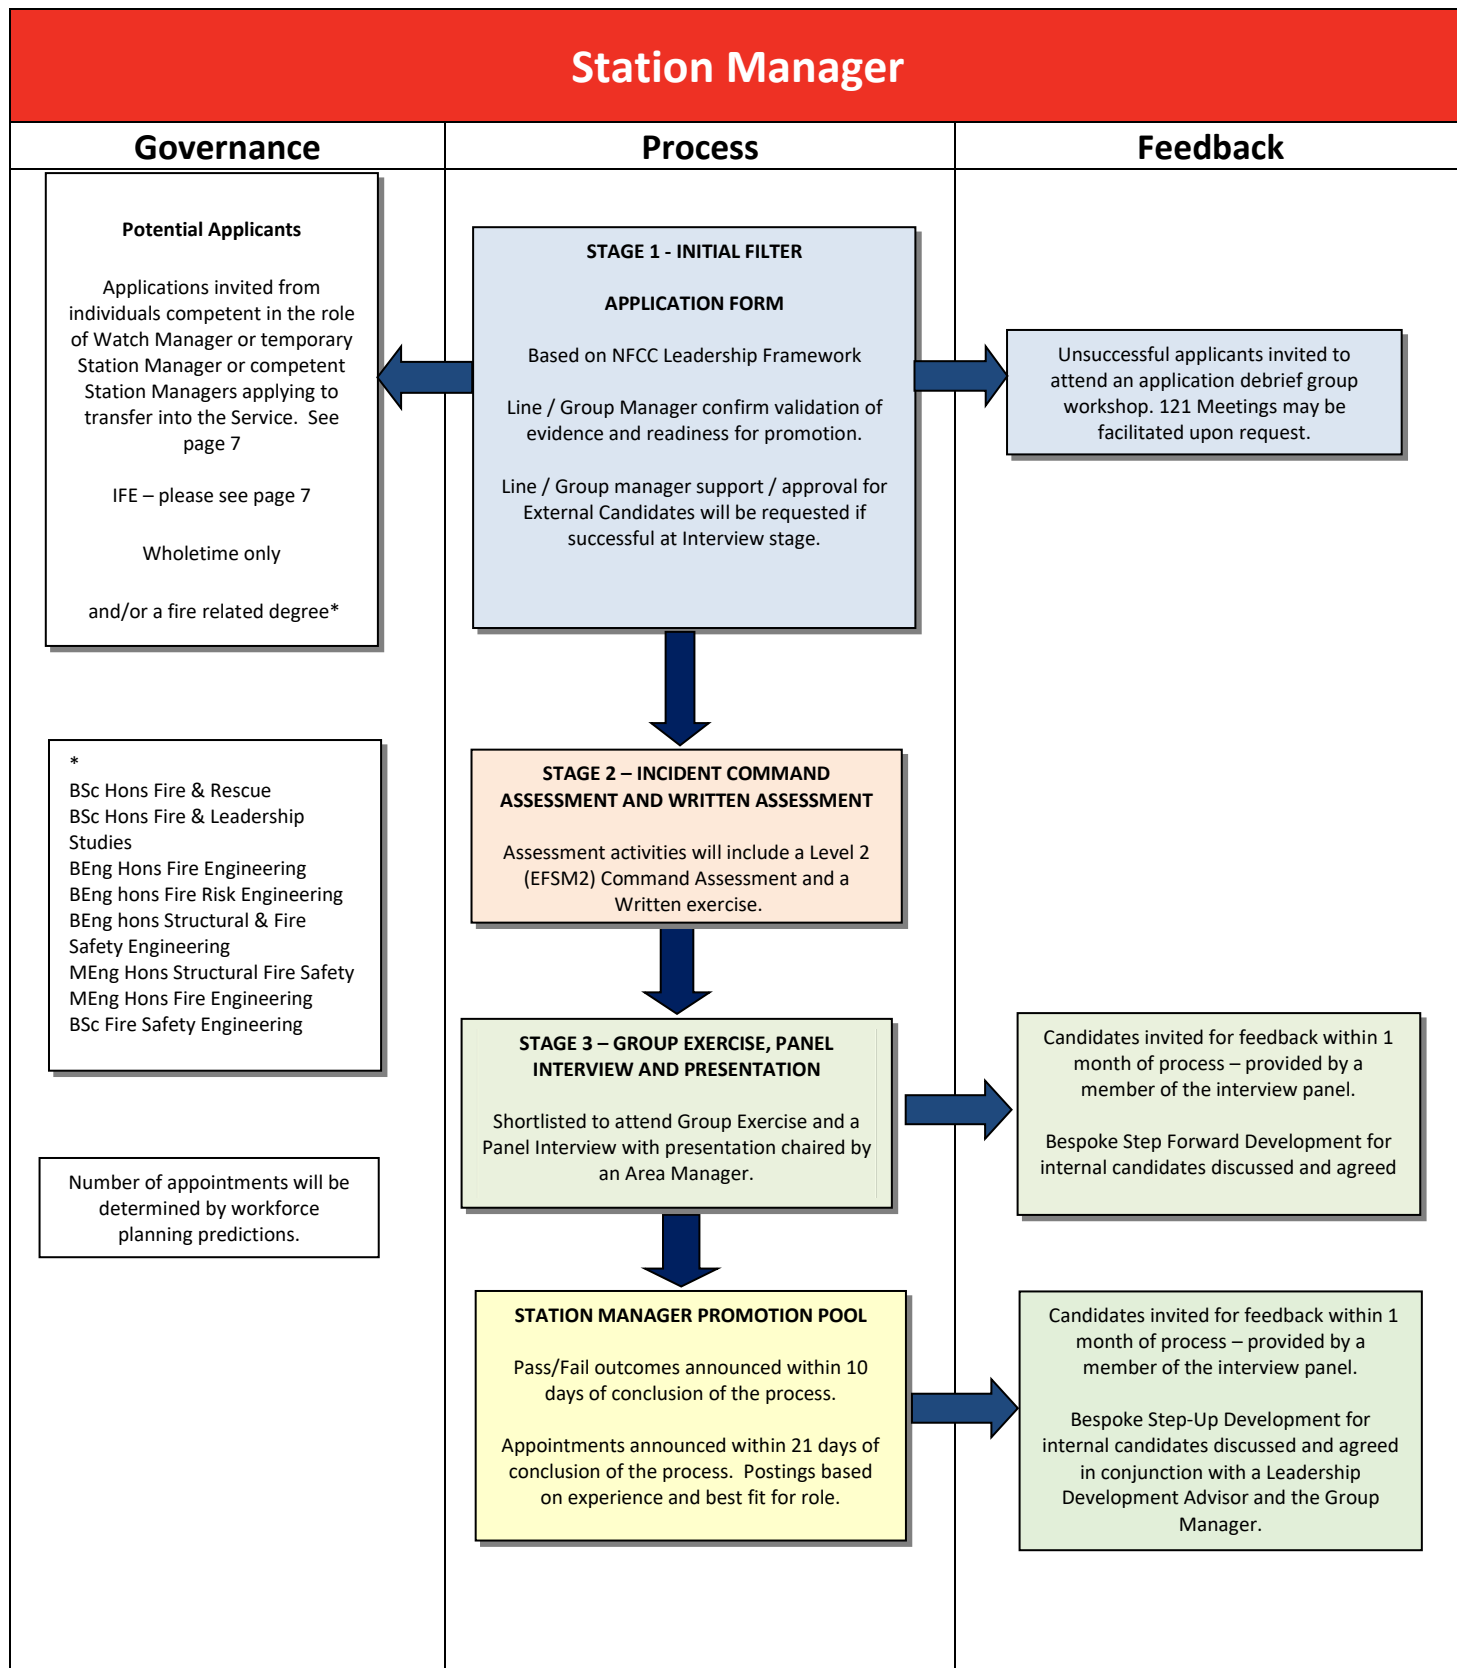 Station Manager
Governance
Process
Feedback
Potential Applicants
Applications invited from
individuals competent in the role
of Watch Manager or temporary
Station Manager or competent
Station Managers applying to
transfer into the Service.  See
page 7
IFE – please see page 7
Wholetime only
and/or a fire related degree*
*
BSc Hons Fire & Rescue
BSc Hons Fire & Leadership
Studies
BEng Hons Fire Engineering
BEng hons Fire Risk Engineering
BEng hons Structural & Fire
Safety Engineering
MEng Hons Structural Fire Safety
MEng Hons Fire Engineering
BSc Fire Safety Engineering
Number of appointments will be
determined by workforce
planning predictions.
STAGE 1 - INITIAL FILTER
APPLICATION FORM
Based on NFCC Leadership Framework
Line / Group Manager confirm validation of
evidence and readiness for promotion.
Line / Group manager support / approval for
External Candidates will be requested if
successful at Interview stage.
STAGE 2 – INCIDENT COMMAND
ASSESSMENT AND WRITTEN ASSESSMENT
Assessment activities will include a Level 2
(EFSM2) Command Assessment and a
Written exercise.
STAGE 3 – GROUP EXERCISE, PANEL
INTERVIEW AND PRESENTATION
Shortlisted to attend Group Exercise and a
Panel Interview with presentation chaired by
an Area Manager.
STATION MANAGER PROMOTION POOL
Pass/Fail outcomes announced within 10
days of conclusion of the process.
Appointments announced within 21 days of
conclusion of the process.  Postings based
on experience and best fit for role.
Unsuccessful applicants invited to
attend an application debrief group
workshop. 121 Meetings may be
facilitated upon request.
Candidates invited for feedback within 1
month of process – provided by a
member of the interview panel.
Bespoke Step Forward Development for
internal candidates discussed and agreed
Candidates invited for feedback within 1
month of process – provided by a
member of the interview panel.
Bespoke Step-Up Development for
internal candidates discussed and agreed
in conjunction with a Leadership
Development Advisor and the Group
Manager.